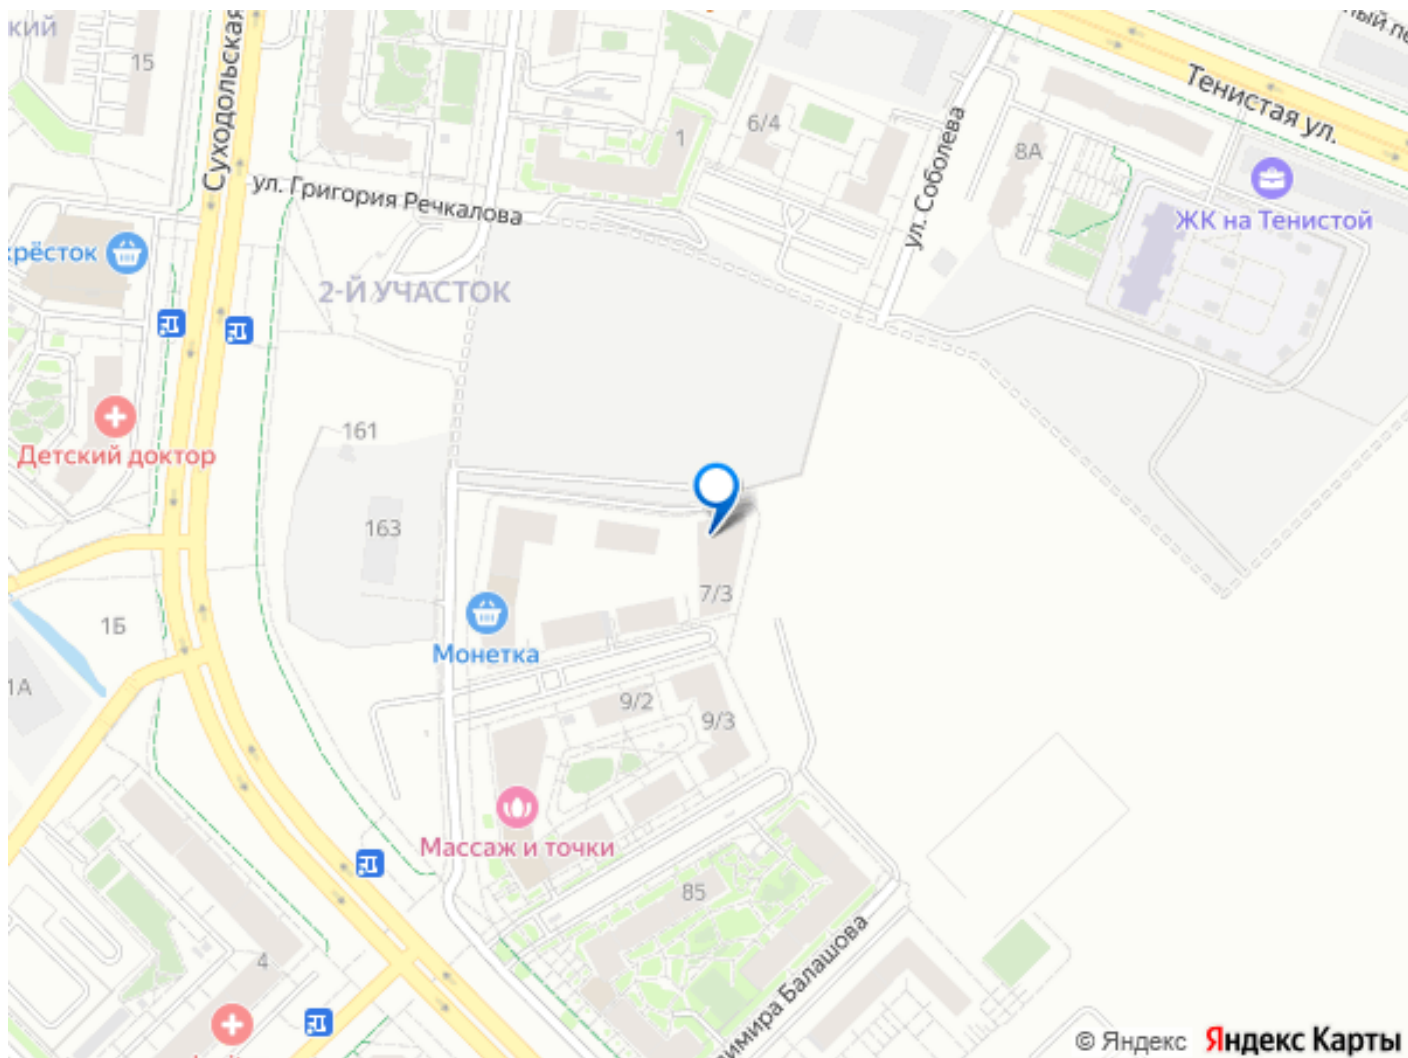 кий
15
Суходольская
ный пе
Тенистая ул.
6/4
1
ул. Соболева
8А
ул. Григория Речкалова
ЖК на Тенистой
крёсток
2-Й УЧАСТОК
161
Детский доктор
163
7/3
1Б
Монетка
1А
9/2
9/3
Массаж и точки
85
имира Балашова
4
© Яндекс Яндекс Карты